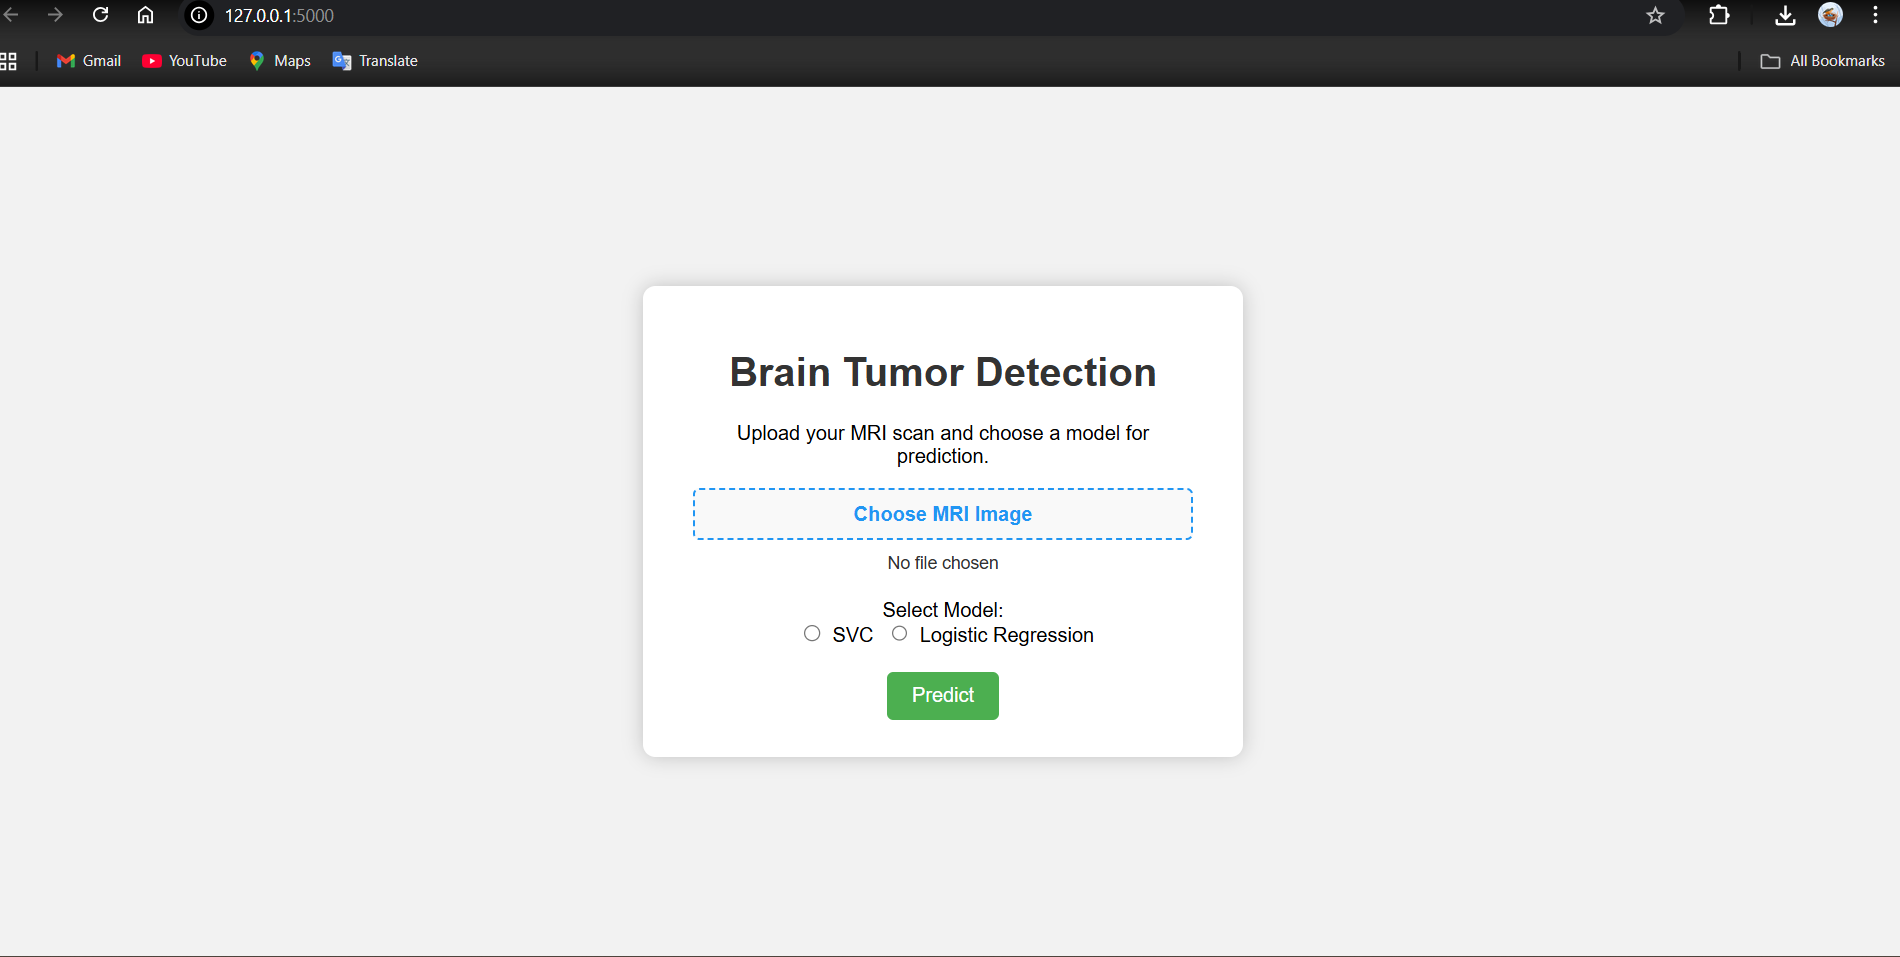 127.0.0.1:5000
Gmail YouTube Maps Translate All Bookmarks
Brain Tumor Detection
Upload your MRI scan and choose a model for
prediction.
Choose MRI Image
No file chosen
Select Model:
SVC Logistic Regression
Predict